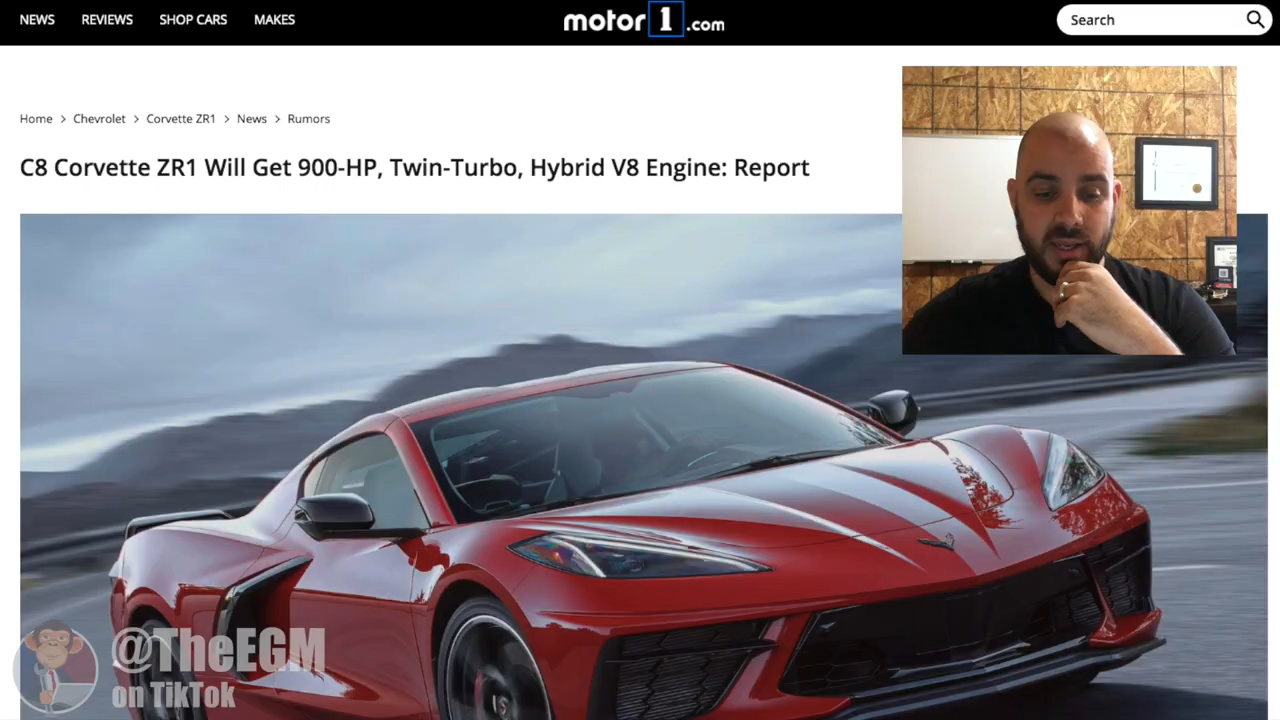 NEWS REVIEWS SHOP CARS MAKES motor1.com Search
Home > Chevrolet > Corvette ZR1 > News > Rumors
C8 Corvette ZR1 Will Get 900-HP, Twin-Turbo, Hybrid V8 Engine: Report
@TheEGM
on TikTok